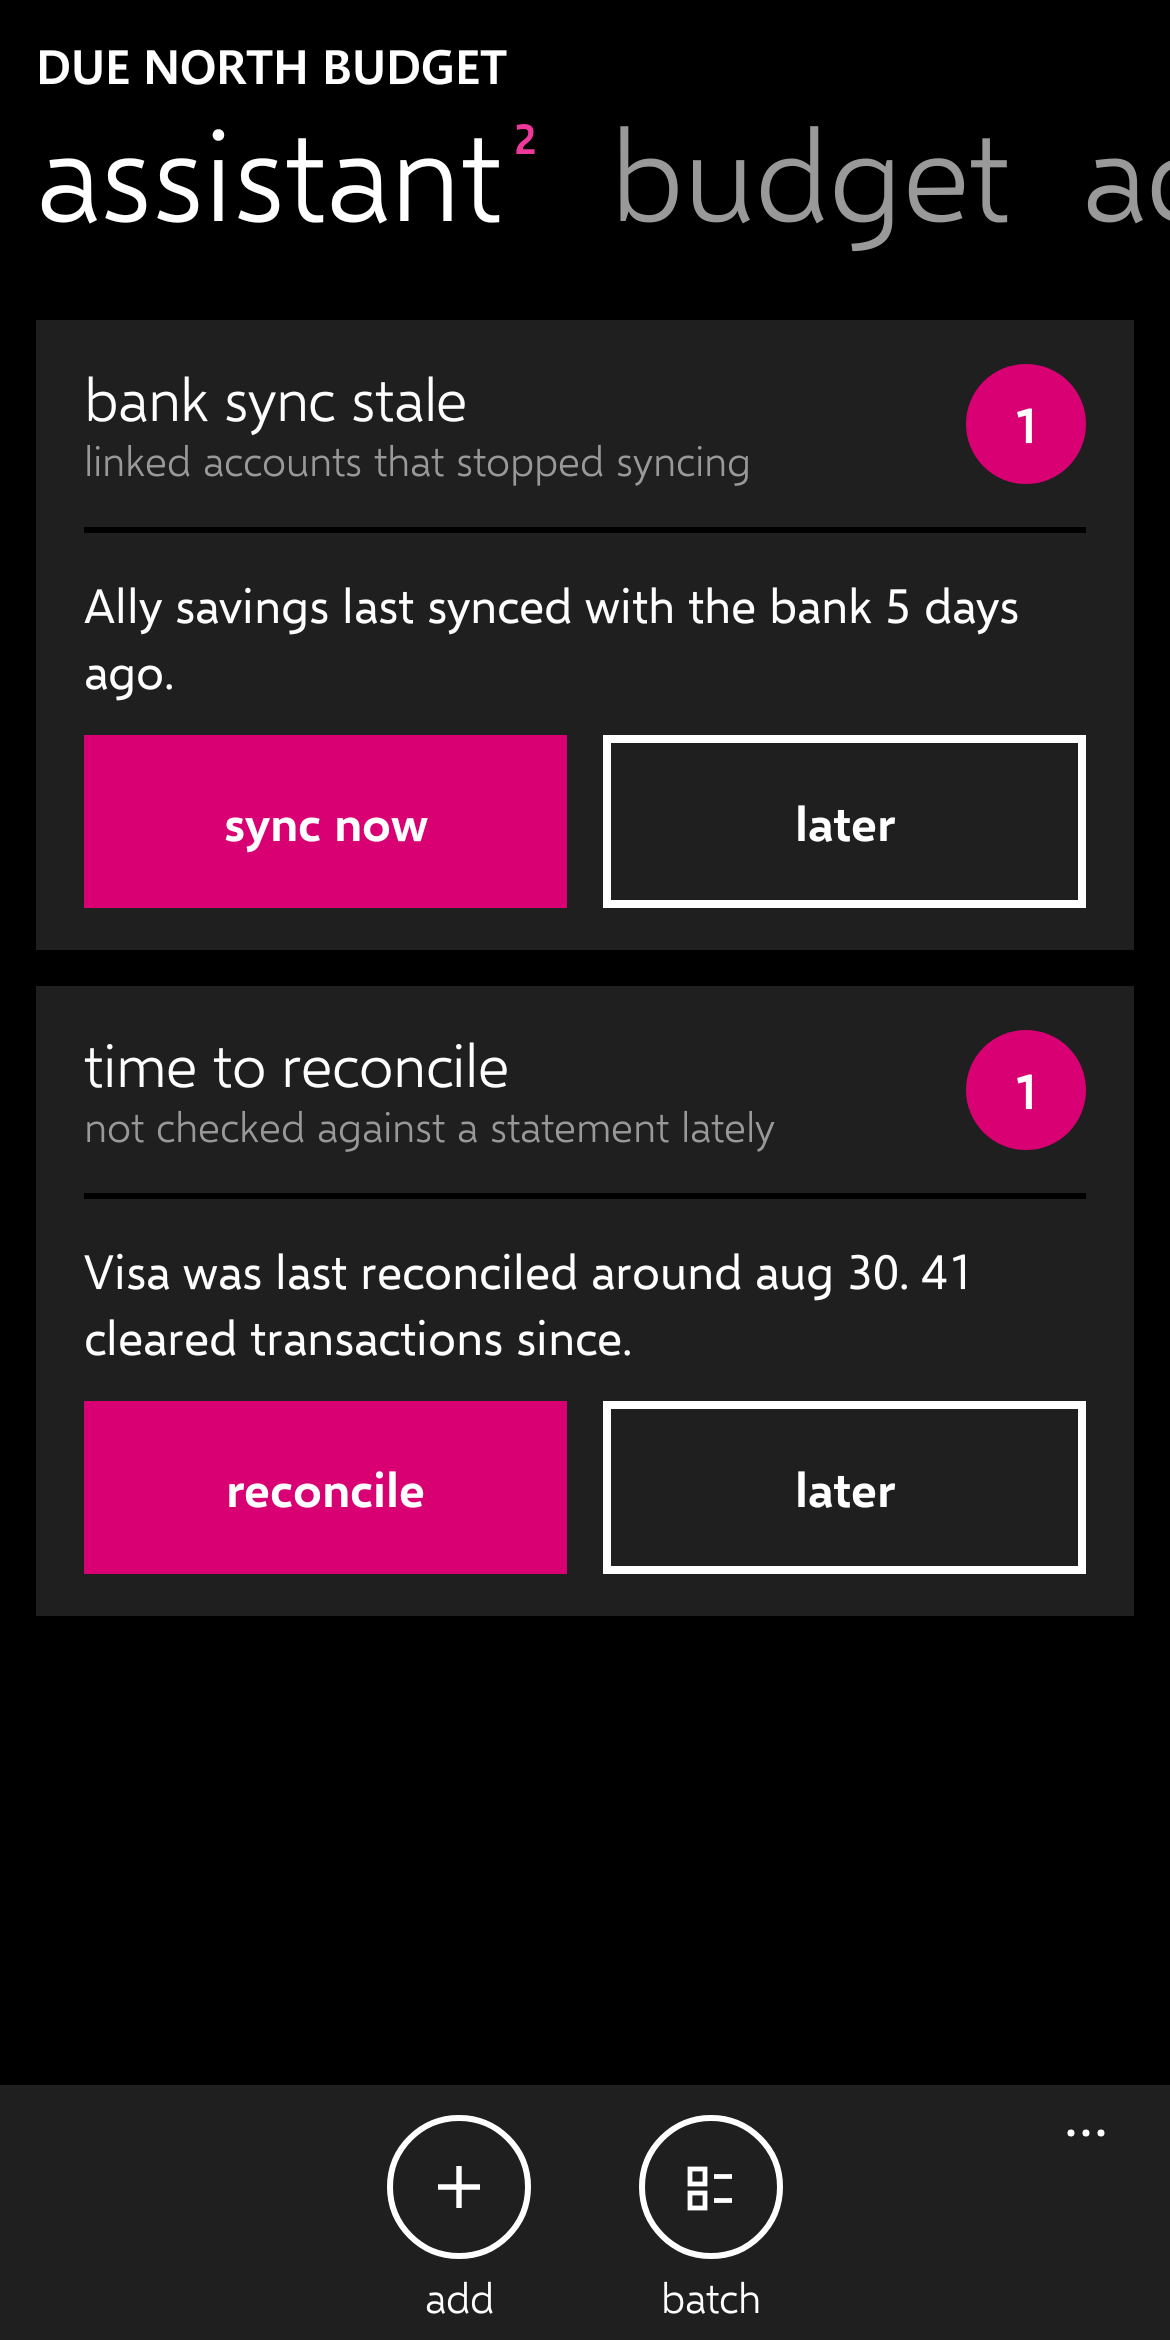 DUE NORTH BUDGET
assistant 2 budget ac
bank sync stale
linked accounts that stopped syncing
1
Ally savings last synced with the bank 5 days
ago.
sync now
later
time to reconcile
not checked against a statement lately
1
Visa was last reconciled around aug 30. 41
cleared transactions since.
reconcile
later
add
batch